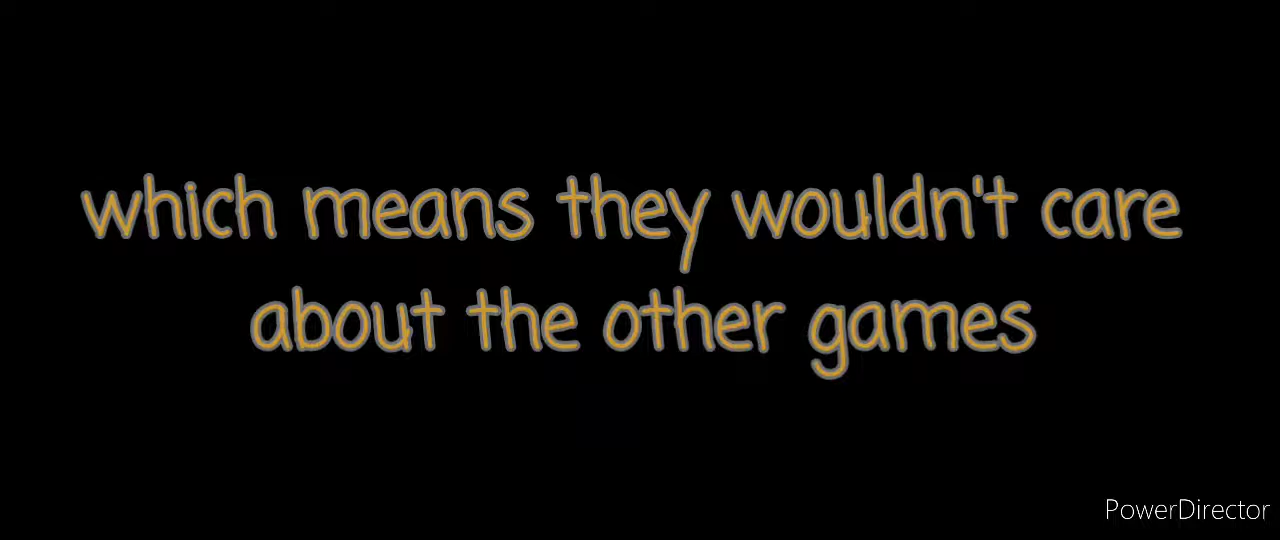 which means they wouldn't care
about the other games
PowerDirector